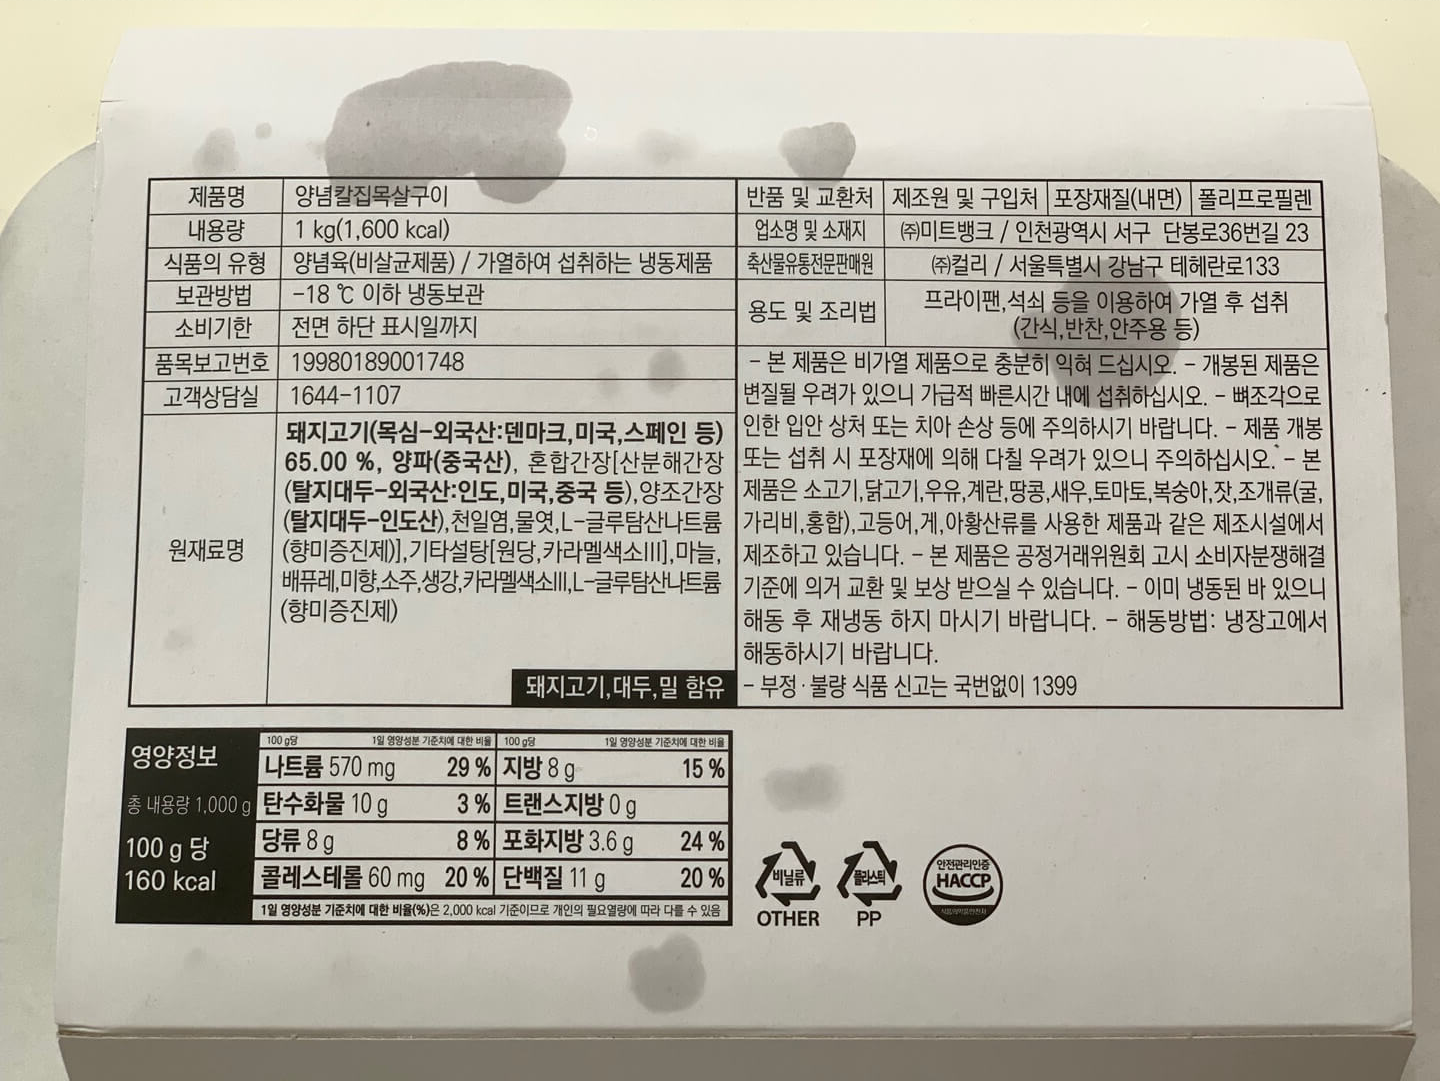 제품명 양념칼집목살구이
내용량 1 kg(1,600 kcal)
식품의 유형 양념육(비살균제품) / 가열하여 섭취하는 냉동제품
보관방법 -18 ℃ 이하 냉동보관
소비기한 전면 하단 표시일까지
품목보고번호 19980189001748
고객상담실 1644-1107
원재료명
돼지고기(목심-외국산:덴마크,미국,스페인 등)
65.00 %, 양파(중국산), 혼합간장[산분해간장
(탈지대두-외국산:인도,미국,중국 등),양조간장
(탈지대두-인도산),천일염,물엿,L-글루탐산나트륨
(향미증진제)],기타설탕[원당,카라멜색소III],마늘,
배퓨레,미향,소주,생강,카라멜색소III,L-글루탐산나트륨
(향미증진제)
돼지고기,대두,밀 함유
반품 및 교환처 제조원 및 구입처 포장재질(내면) 폴리프로필렌
업소명 및 소재지 ㈜미트뱅크 / 인천광역시 서구 단봉로36번길 23
축산물유통전문판매원 ㈜컬리 / 서울특별시 강남구 테헤란로133
용도 및 조리법 프라이팬,석쇠 등을 이용하여 가열 후 섭취
(간식,반찬,안주용 등)
- 본 제품은 비가열 제품으로 충분히 익혀 드십시오. - 개봉된 제품은
변질될 우려가 있으니 가급적 빠른시간 내에 섭취하십시오. - 뼈조각으로
인한 입안 상처 또는 치아 손상 등에 주의하시기 바랍니다. - 제품 개봉
또는 섭취 시 포장재에 의해 다칠 우려가 있으니 주의하십시오. - 본
제품은 소고기,닭고기,우유,계란,땅콩,새우,토마토,복숭아,잣,조개류(굴,
가리비,홍합),고등어,게,아황산류를 사용한 제품과 같은 제조시설에서
제조하고 있습니다. - 본 제품은 공정거래위원회 고시 소비자분쟁해결
기준에 의거 교환 및 보상 받으실 수 있습니다. - 이미 냉동된 바 있으니
해동 후 재냉동 하지 마시기 바랍니다. - 해동방법: 냉장고에서
해동하시기 바랍니다.
- 부정·불량 식품 신고는 국번없이 1399
영양정보
총 내용량 1,000 g
100 g 당
160 kcal
100 g당 1일 영양성분 기준치에 대한 비율 100 g당 1일 영양성분 기준치에 대한 비율
나트륨 570 mg 29 % 지방 8 g 15 %
탄수화물 10 g 3 % 트랜스지방 0 g
당류 8 g 8 % 포화지방 3.6 g 24 %
콜레스테롤 60 mg 20 % 단백질 11 g 20 %
1일 영양성분 기준치에 대한 비율(%)은 2,000 kcal 기준이므로 개인의 필요열량에 따라 다를 수 있음
비닐류
OTHER
플라스틱
PP
안전관리인증
HACCP
식품의약품안전처